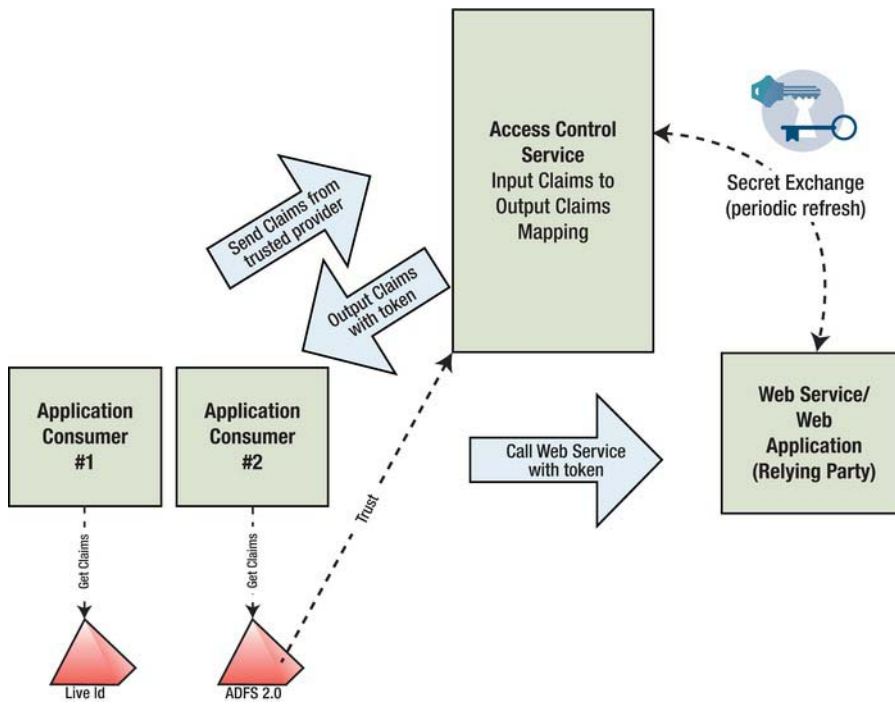 Access Control
Service
Input Claims to
Output Claims
Mapping
Secret Exchange
(periodic refresh)
Send Claims from
trusted provider
Output Claims
with token
Application
Consumer
#1
Application
Consumer
#2
Call Web Service
with token
Web Service/
Web
Application
(Relying Party)
Trust
Get Claims
Get Claims
Live Id
ADFS 2.0